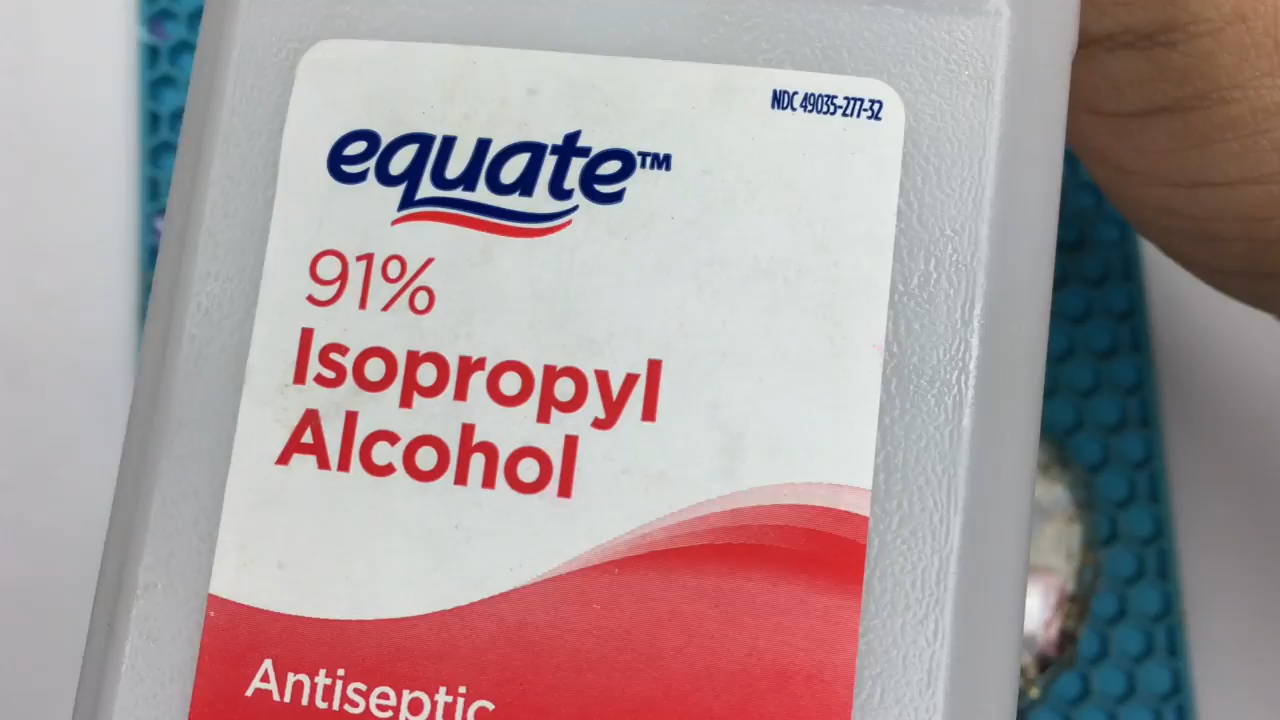 NDC 49035-277-32
equate™
91%
Isopropyl
Alcohol
Antiseptic